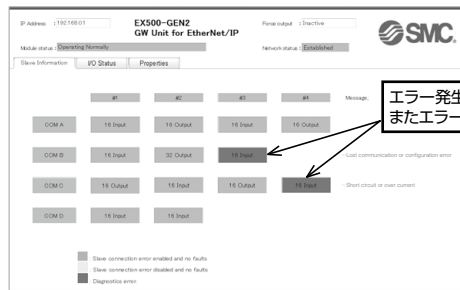 IP Address : 192.168.0.1
EX500-GEN2
GW Unit for EtherNet/IP
Force output : Inactive
SMC
Module status : Operating Normally
Network status : Established
Slave Information
I/O Status
Properties
#1 #2 #3 #4 Message,
エラー発生
またエラー
COM A 16 Input 16 Output 16 Input 16 Output
COM B 16 Input 32 Output 16 Input :Lost communication or configuration error
COM C 16 Output 16 Input 16 Output 16 Input :Short circuit or over current
COM D 16 Input 16 Input
Slave connection error enabled and no faults
Slave connection error disabled and no faults
Diagnostics error